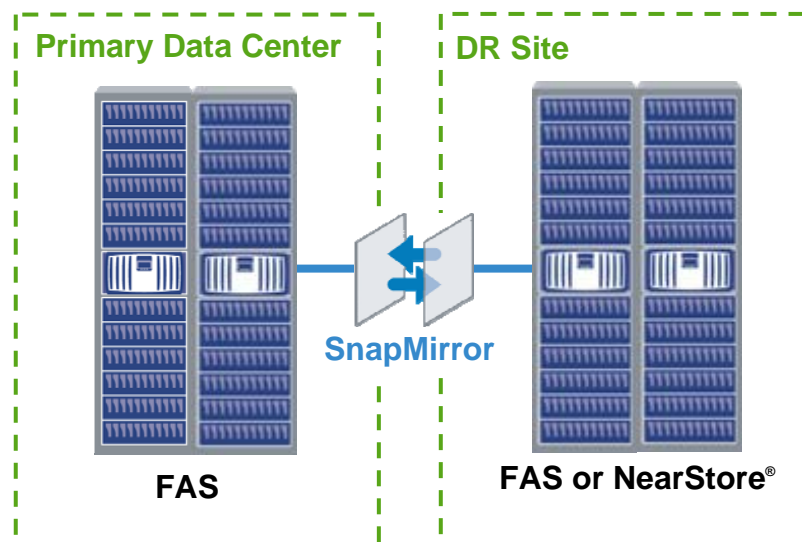 Primary Data Center
DR Site
SnapMirror
FAS
FAS or NearStore®